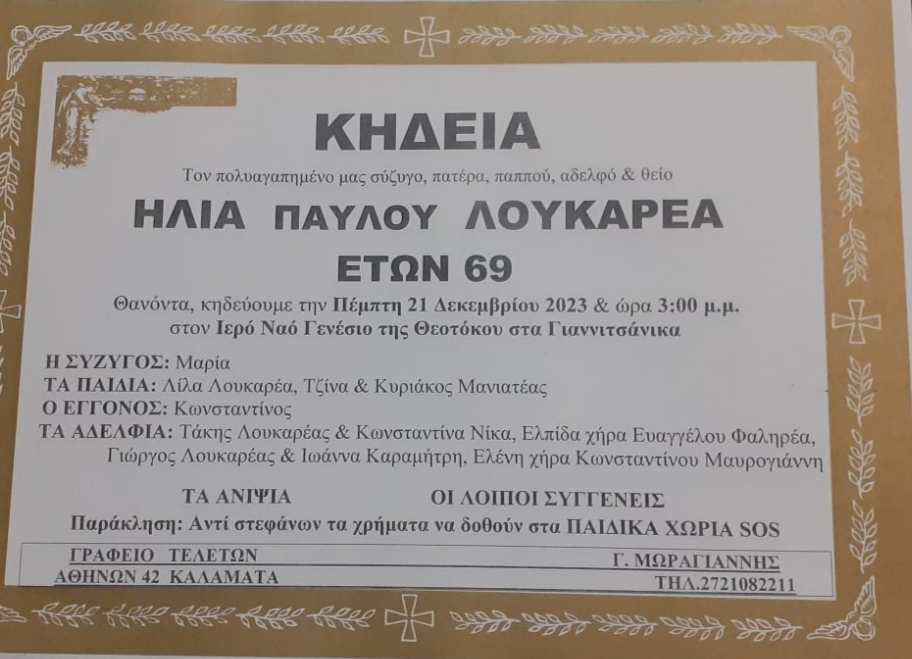 ΚΗΔΕΙΑ
Τον πολυαγαπημένο μας σύζυγο, πατέρα, παππού, αδελφό & θείο
ΗΛΙΑ ΠΑΥΛΟΥ ΛΟΥΚΑΡΕΑ
ΕΤΩΝ 69
Θανόντα, κηδεύουμε την Πέμπτη 21 Δεκεμβρίου 2023 & ώρα 3:00 μ.μ.
στον Ιερό Ναό Γενέσιο της Θεοτόκου στα Γιαννιτσάνικα
Η ΣΥΖΥΓΟΣ: Μαρία
ΤΑ ΠΑΙΔΙΑ: Λίλα Λουκαρέα, Τζίνα & Κυριάκος Μανιατέας
Ο ΕΓΓΟΝΟΣ: Κωνσταντίνος
ΤΑ ΑΔΕΛΦΙΑ: Τάκης Λουκαρέας & Κωνσταντίνα Νίκα, Ελπίδα χήρα Ευαγγέλου Φαληρέα,
Γιώργος Λουκαρέας & Ιωάννα Καραμήτρη, Ελένη χήρα Κωνσταντίνου Μαυρογιάννη
ΤΑ ΑΝΙΨΙΑ ΟΙ ΛΟΙΠΟΙ ΣΥΓΓΕΝΕΙΣ
Παράκληση: Αντί στεφάνων τα χρήματα να δοθούν στα ΠΑΙΔΙΚΑ ΧΩΡΙΑ SOS
ΓΡΑΦΕΙΟ ΤΕΛΕΤΩΝ Γ. ΜΩΡΑΓΙΑΝΝΗΣ
ΑΘΗΝΩΝ 42 ΚΑΛΑΜΑΤΑ ΤΗΛ.2721082211